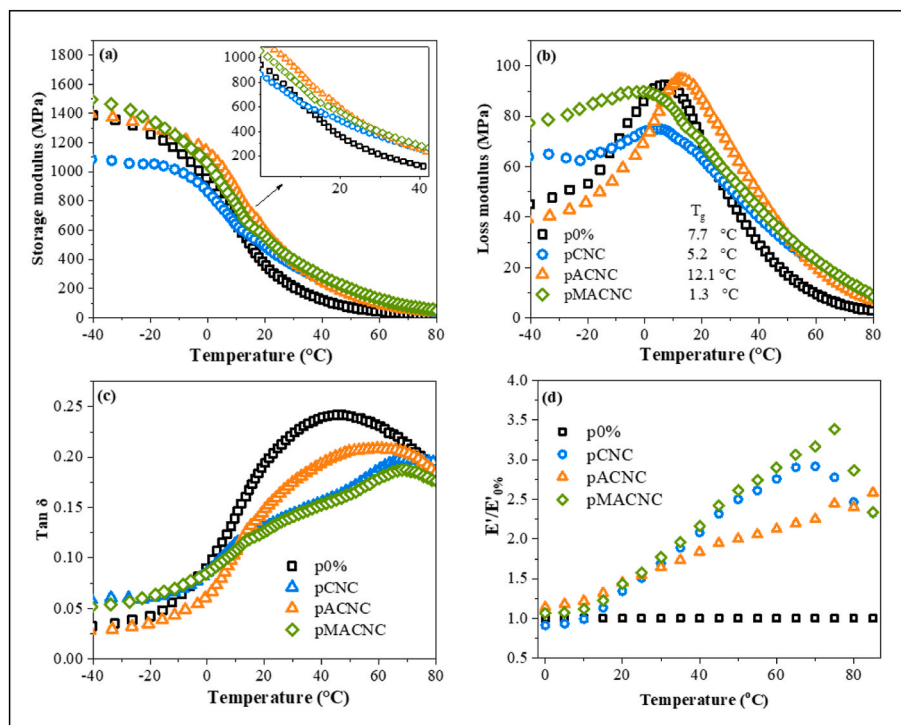 (a)
Storage modulus (MPa)
1800
1600
1400
1200
1000
800
600
400
200
0
-40
-20
0
20
40
60
80
Temperature (°C)
1000
800
600
400
200
20
40
(b)
Loss modulus (MPa)
100
80
60
40
20
0
Tg
p0% 7.7 °C
pCNC 5.2 °C
pACNC 12.1 °C
pMACNC 1.3 °C
-40
-20
0
20
40
60
80
Temperature (°C)
(c)
Tan δ
0.25
0.20
0.15
0.10
0.05
0.00
p0%
pCNC
pACNC
pMACNC
-40
-20
0
20
40
60
80
Temperature (°C)
(d)
E'/E'0%
4.0
3.5
3.0
2.5
2.0
1.5
1.0
0.5
p0%
pCNC
pACNC
pMACNC
0
20
40
60
80
Temperature (°C)